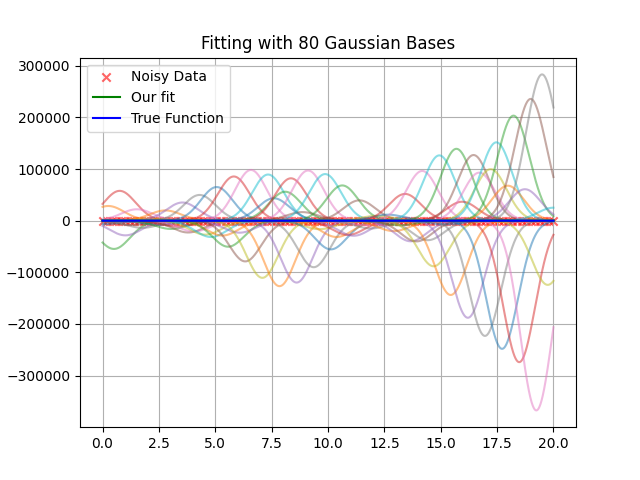 Fitting with 80 Gaussian Bases
Noisy Data
Our fit
True Function
300000
200000
100000
0
−100000
−200000
−300000
0.0 2.5 5.0 7.5 10.0 12.5 15.0 17.5 20.0